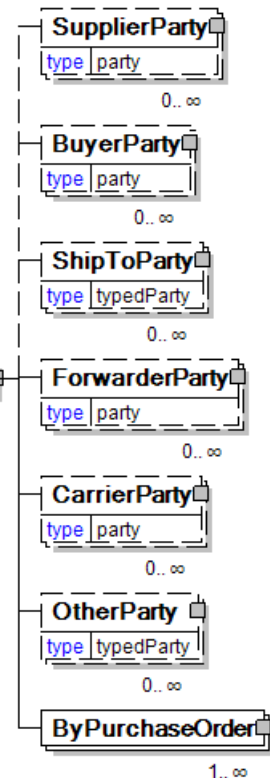 SupplierParty
type party
0.. ∞
BuyerParty
type party
0.. ∞
ShipToParty
type typedParty
0.. ∞
ForwarderParty
type party
0.. ∞
CarrierParty
type party
0.. ∞
OtherParty
type typedParty
0.. ∞
ByPurchaseOrder
1.. ∞